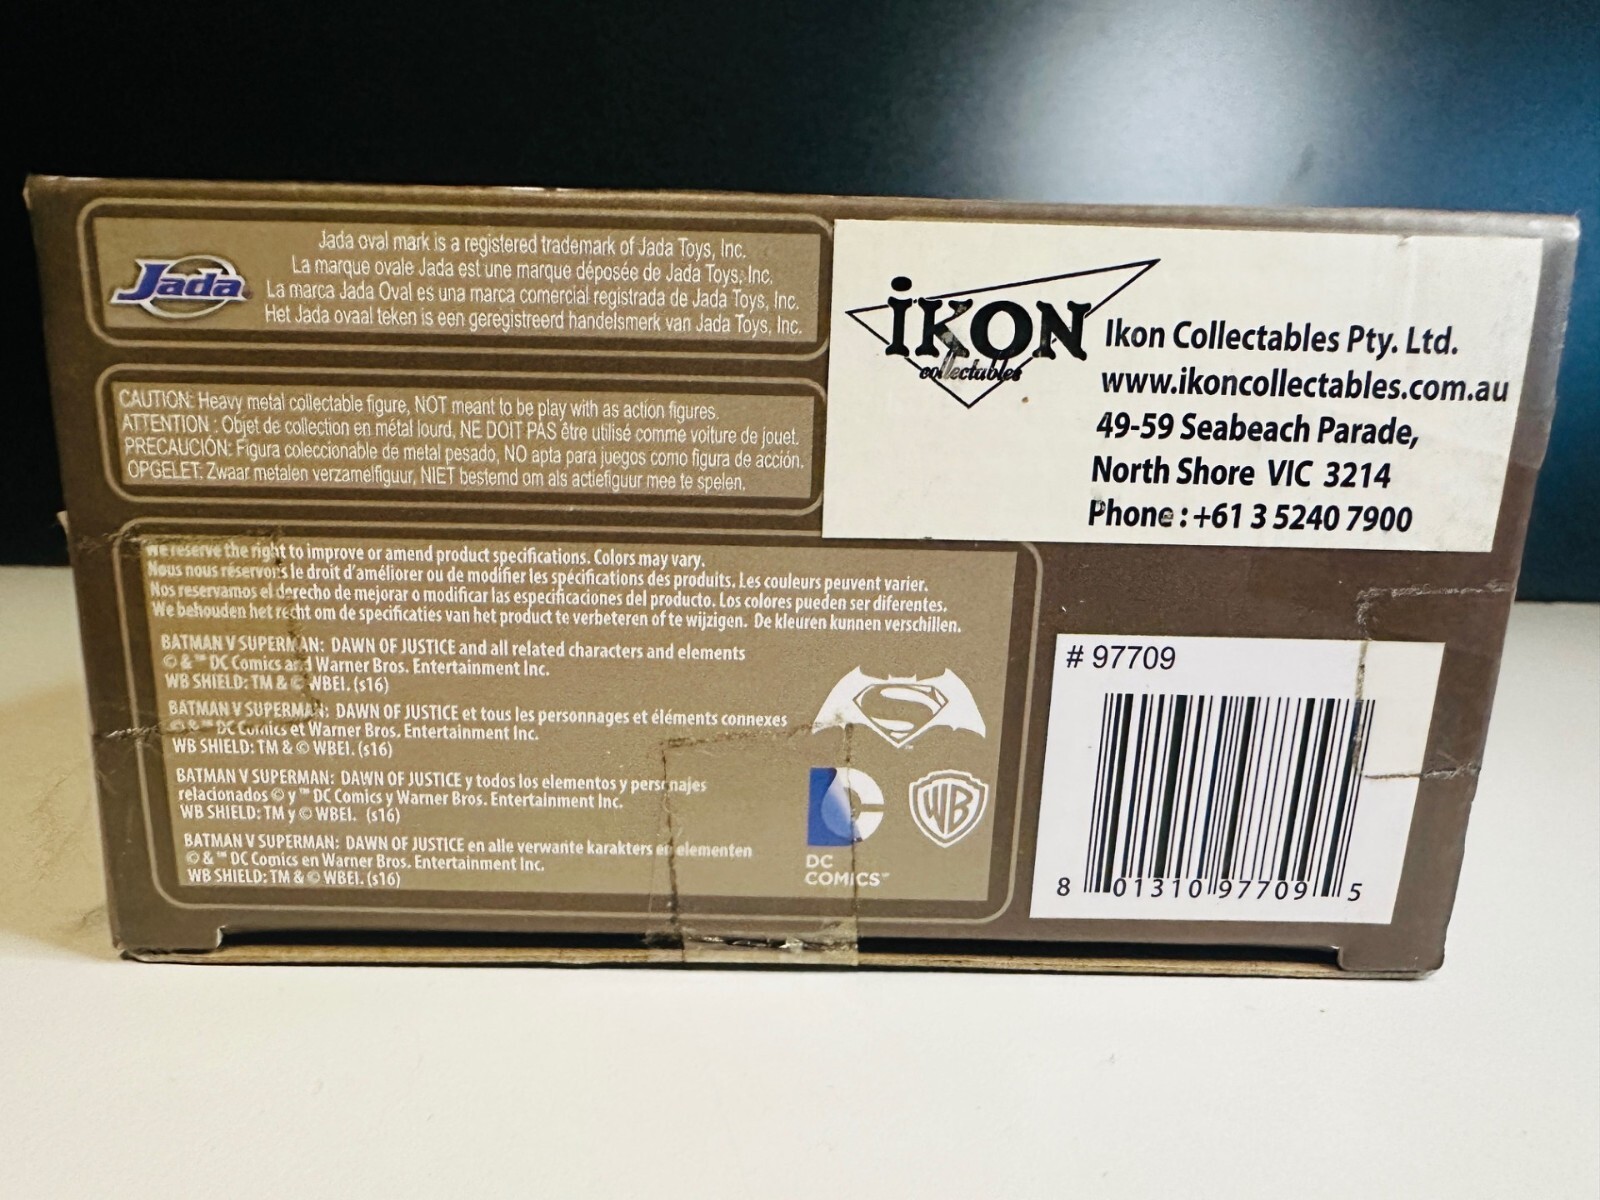 Jada
Jada oval mark is a registered trademark of Jada Toys, Inc.
La marque ovale Jada est une marque déposée de Jada Toys, Inc.
La marca Jada Oval es una marca comercial registrada de Jada Toys, Inc.
Het Jada ovaal teken is een geregistreerd handelsmerk van Jada Toys, Inc.
CAUTION: Heavy metal collectable figure, NOT meant to be play with as action figures.
ATTENTION : Objet de collection en métal lourd, NE DOIT PAS être utilisé comme voiture de jouet.
PRECAUCIÓN: Figura coleccionable de metal pesado, NO apta para juegos como figura de acción.
OPGELET: Zwaar metalen verzamelfiguur, NIET bestemd om als actiefiguur mee te spelen.
We reserve the right to improve or amend product specifications. Colors may vary.
Nous nous réservons le droit d'améliorer ou de modifier les spécifications des produits. Les couleurs peuvent varier.
Nos reservamos el derecho de mejorar o modificar las especificaciones del producto. Los colores pueden ser diferentes.
We behouden het recht om de specificaties van het product te verbeteren of te wijzigen. De kleuren kunnen verschillen.
BATMAN V SUPERMAN: DAWN OF JUSTICE and all related characters and elements
© & ™ DC Comics and Warner Bros. Entertainment Inc.
WB SHIELD: TM & © WBEI. (s16)
BATMAN V SUPERMAN: DAWN OF JUSTICE et tous les personnages et éléments connexes
© & ™ DC Comics et Warner Bros. Entertainment Inc.
WB SHIELD: TM & © WBEI. (s16)
BATMAN V SUPERMAN: DAWN OF JUSTICE y todos los elementos y personajes
relacionados © y ™ DC Comics y Warner Bros. Entertainment Inc.
WB SHIELD: TM y © WBEI. (s16)
BATMAN V SUPERMAN: DAWN OF JUSTICE en alle verwante karakters en elementen
© & ™ DC Comics en Warner Bros. Entertainment Inc.
WB SHIELD: TM & © WBEI. (s16)
S
DC
COMICS™
WB
iKON
collectables
Ikon Collectables Pty. Ltd.
www.ikoncollectables.com.au
49-59 Seabeach Parade,
North Shore VIC 3214
Phone : +61 3 5240 7900
# 97709
8 01310 97709 5